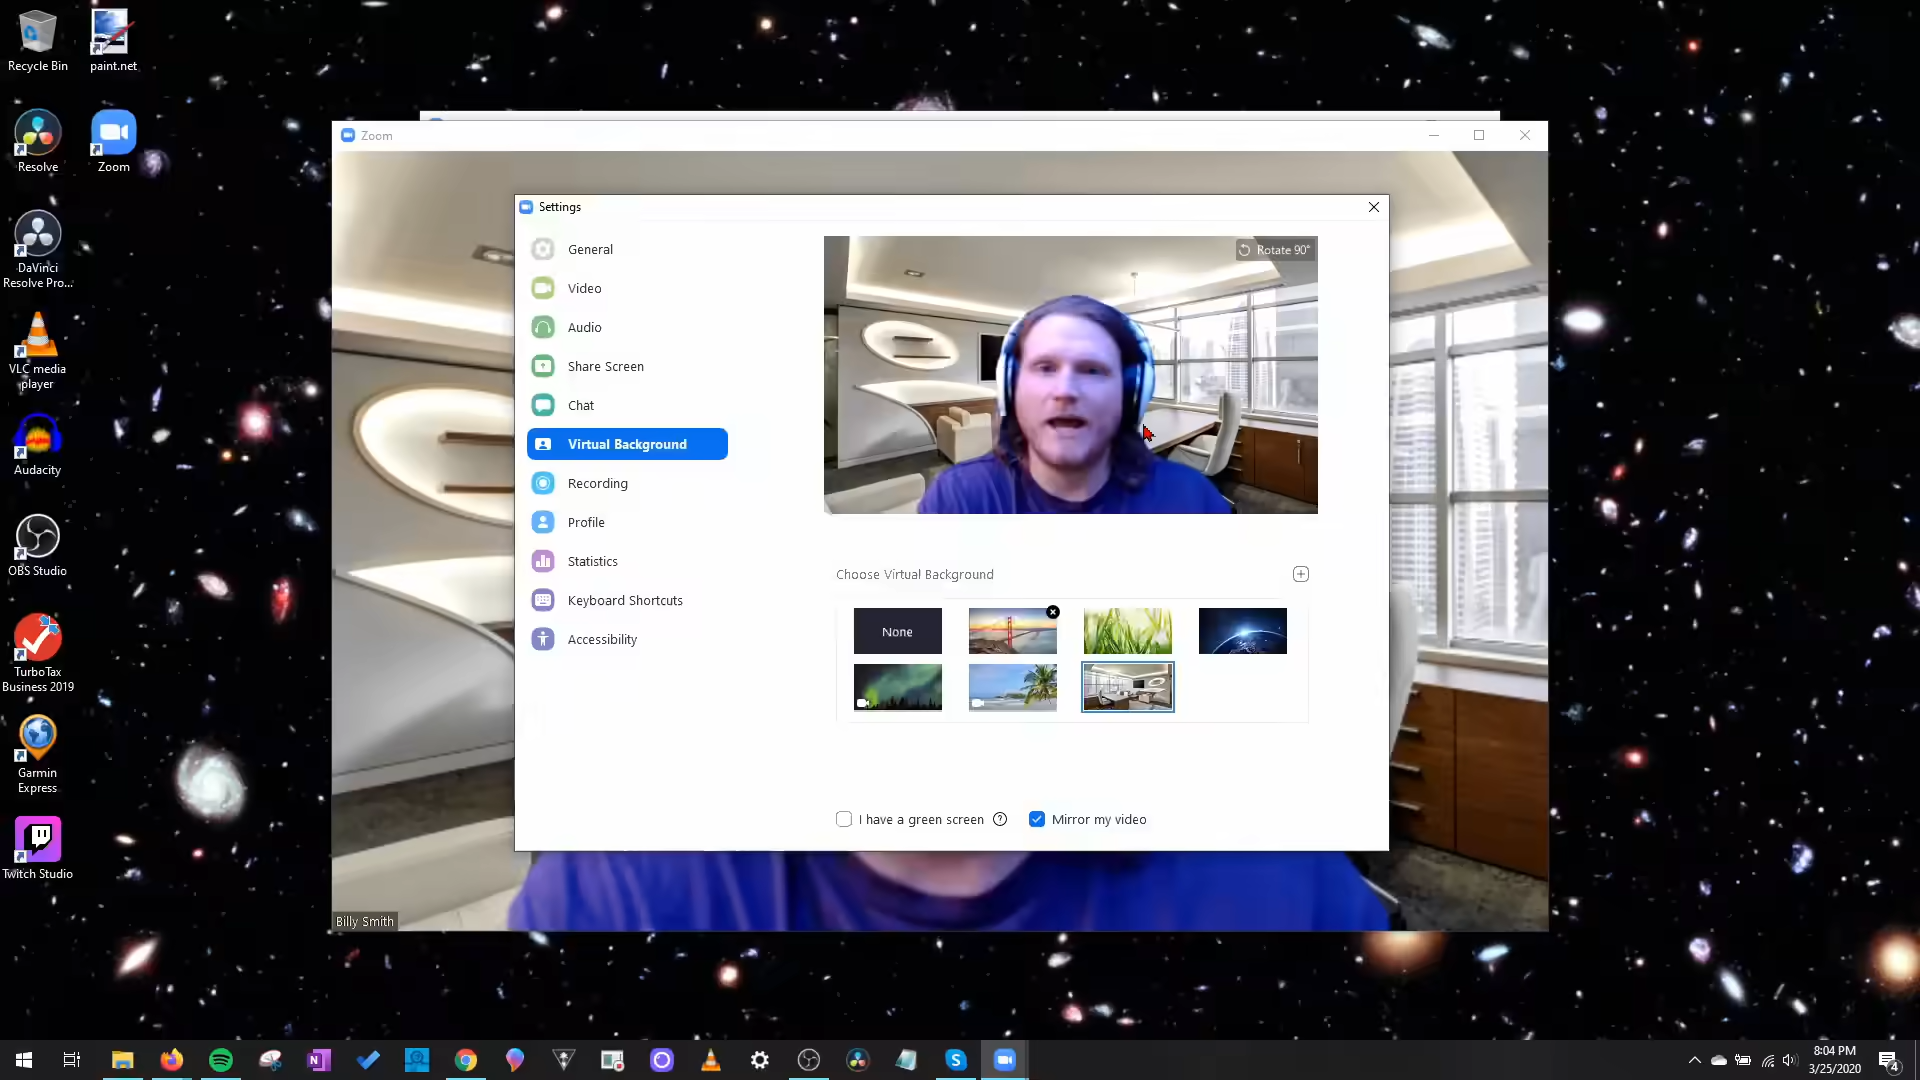 Recycle Bin
paint.net
Resolve
Zoom
DaVinci
Resolve Pro...
VLC media
player
Audacity
OBS Studio
TurboTax
Business 2019
Garmin
Express
Twitch Studio
Zoom
Settings
General
Video
Audio
Share Screen
Chat
Virtual Background
Recording
Profile
Statistics
Keyboard Shortcuts
Accessibility
Rotate 90°
Choose Virtual Background
None
I have a green screen
Mirror my video
Billy Smith
8:04 PM
3/25/2020
4